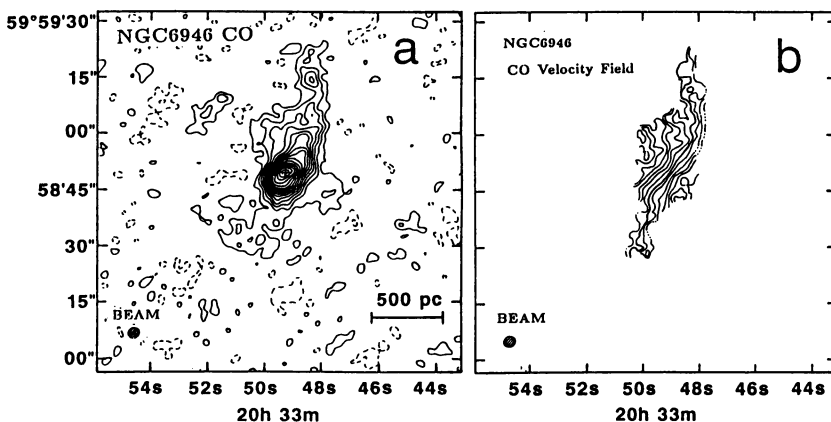 59°59'30"
NGC6946 CO
a
15"
00"
58'45"
30"
15"
00"
BEAM
500 pc
54s 52s 50s 48s 46s 44s
20h 33m
NGC6946
CO Velocity Field
b
BEAM
54s 52s 50s 48s 46s 44s
20h 33m